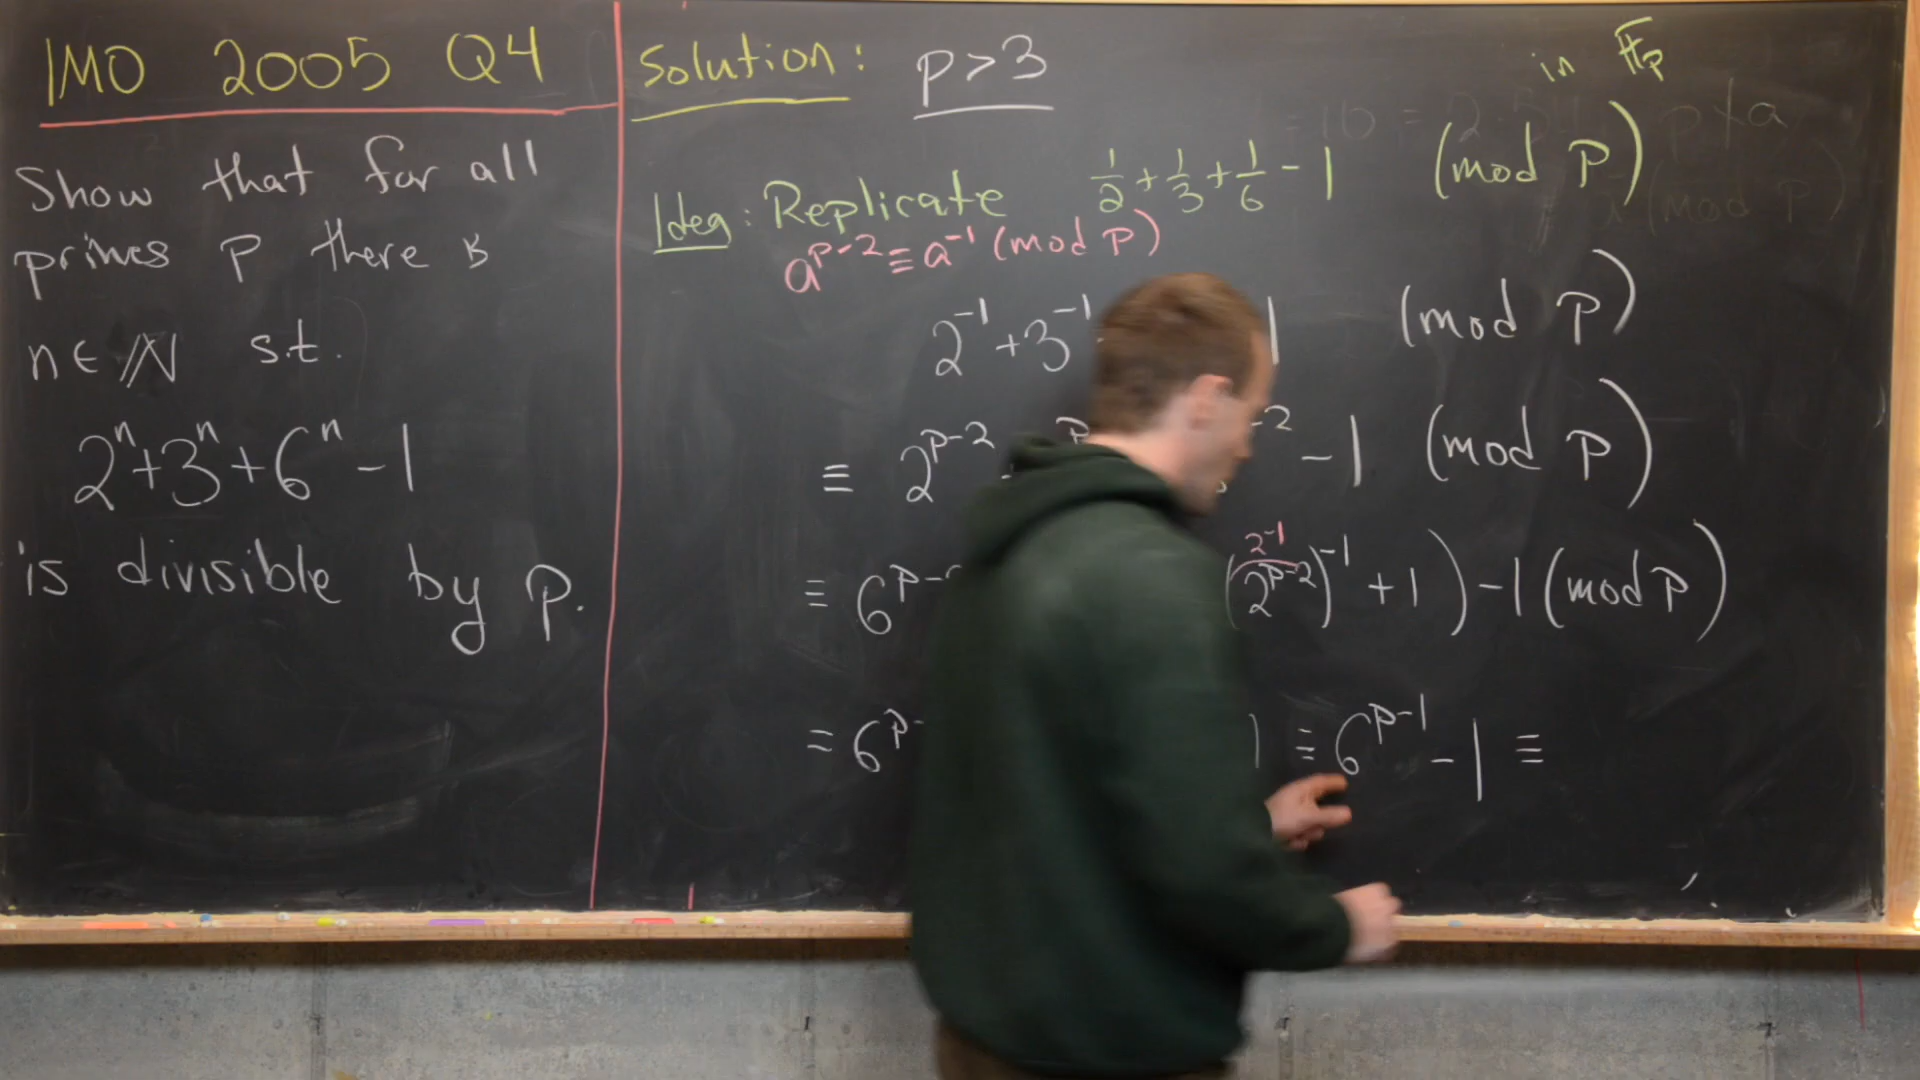 IMO 2005 Q4
Show that for all
primes p there is
n ∈ ℕ s.t.
2ⁿ+3ⁿ+6ⁿ-1
is divisible by p.
Solution: p>3
in 𝔽ₚ
Idea: Replicate 1/2 + 1/3 + 1/6 - 1 (mod p)
a^(p-2) ≡ a^(-1) (mod p)
2^(-1) + 3^(-1) 1 (mod p)
≡ 2^(p-2) p -2 - 1 (mod p)
2^(-1)
≡ 6^(p- (2^(p-2))^(-1) + 1) - 1 (mod p)
= 6^(p- 1 ≡ 6^(p-1) - 1 ≡